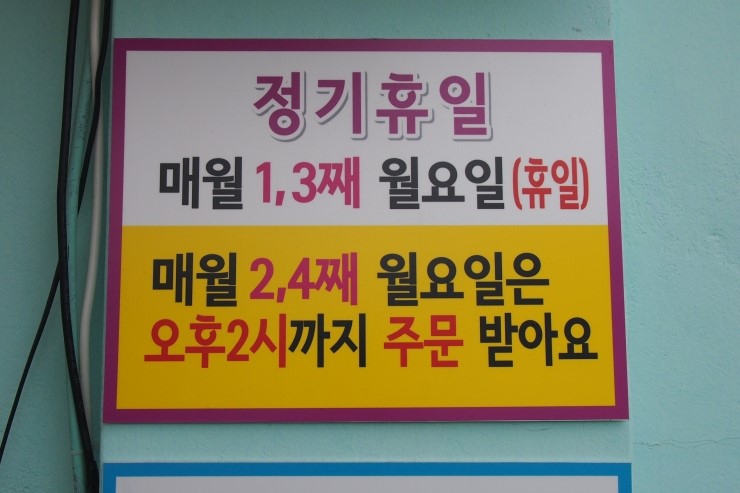 정기휴일
매월 1,3째 월요일(휴일)
매월 2,4째 월요일은
오후2시까지 주문 받아요